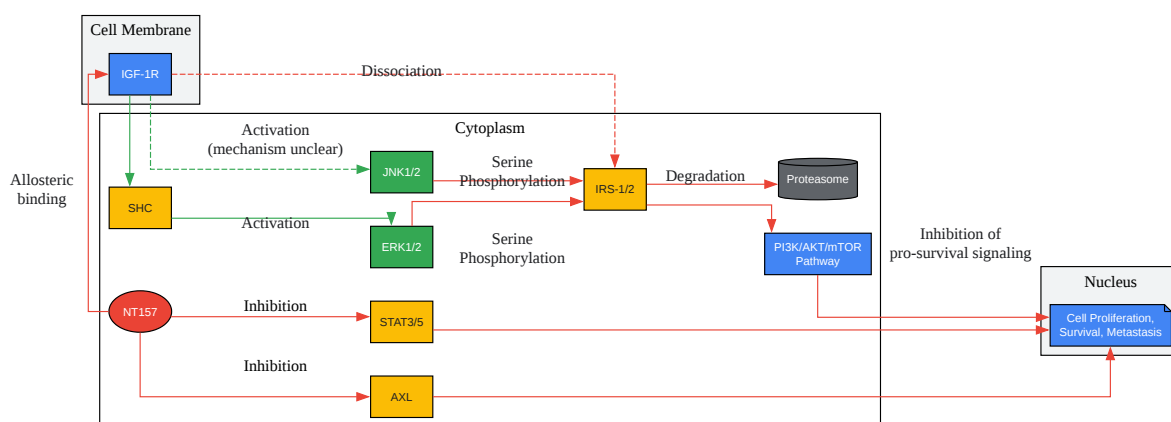 Cell Membrane
IGF-1R
Dissociation
Cytoplasm
Activation
(mechanism unclear)
JNK1/2
Serine
Phosphorylation
IRS-1/2
Degradation
Proteasome
Allosteric
binding
SHC
Activation
ERK1/2
Serine
Phosphorylation
PI3K/AKT/mTOR
Pathway
Inhibition of
pro-survival signaling
Nucleus
Cell Proliferation,
Survival, Metastasis
NT157
Inhibition
STAT3/5
Inhibition
AXL